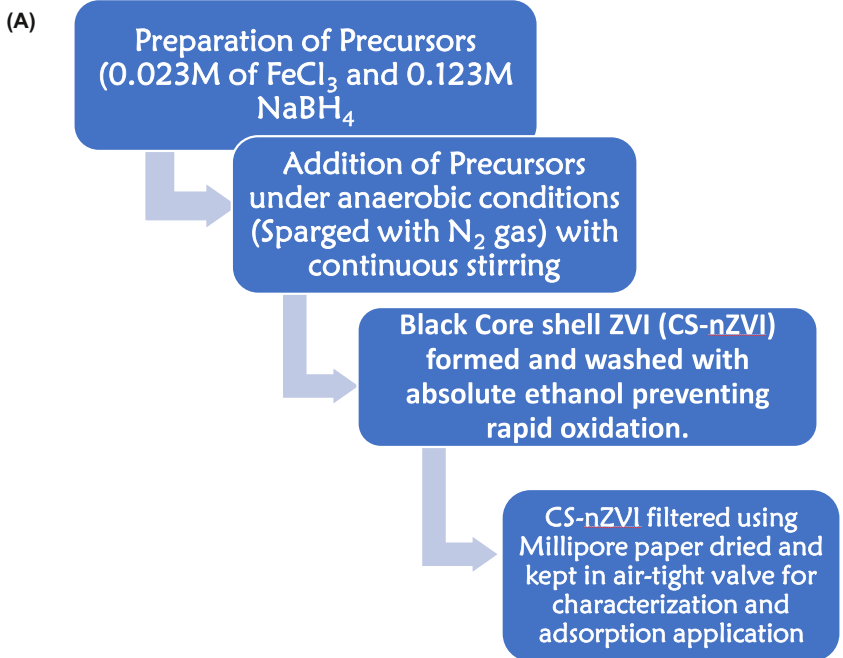 (A)
Preparation of Precursors
(0.023M of FeCl₃ and 0.123M
NaBH₄
Addition of Precursors
under anaerobic conditions
(Sparged with N₂ gas) with
continuous stirring
Black Core shell ZVI (CS-nZVI)
formed and washed with
absolute ethanol preventing
rapid oxidation.
CS-nZVI filtered using
Millipore paper dried and
kept in air-tight valve for
characterization and
adsorption application